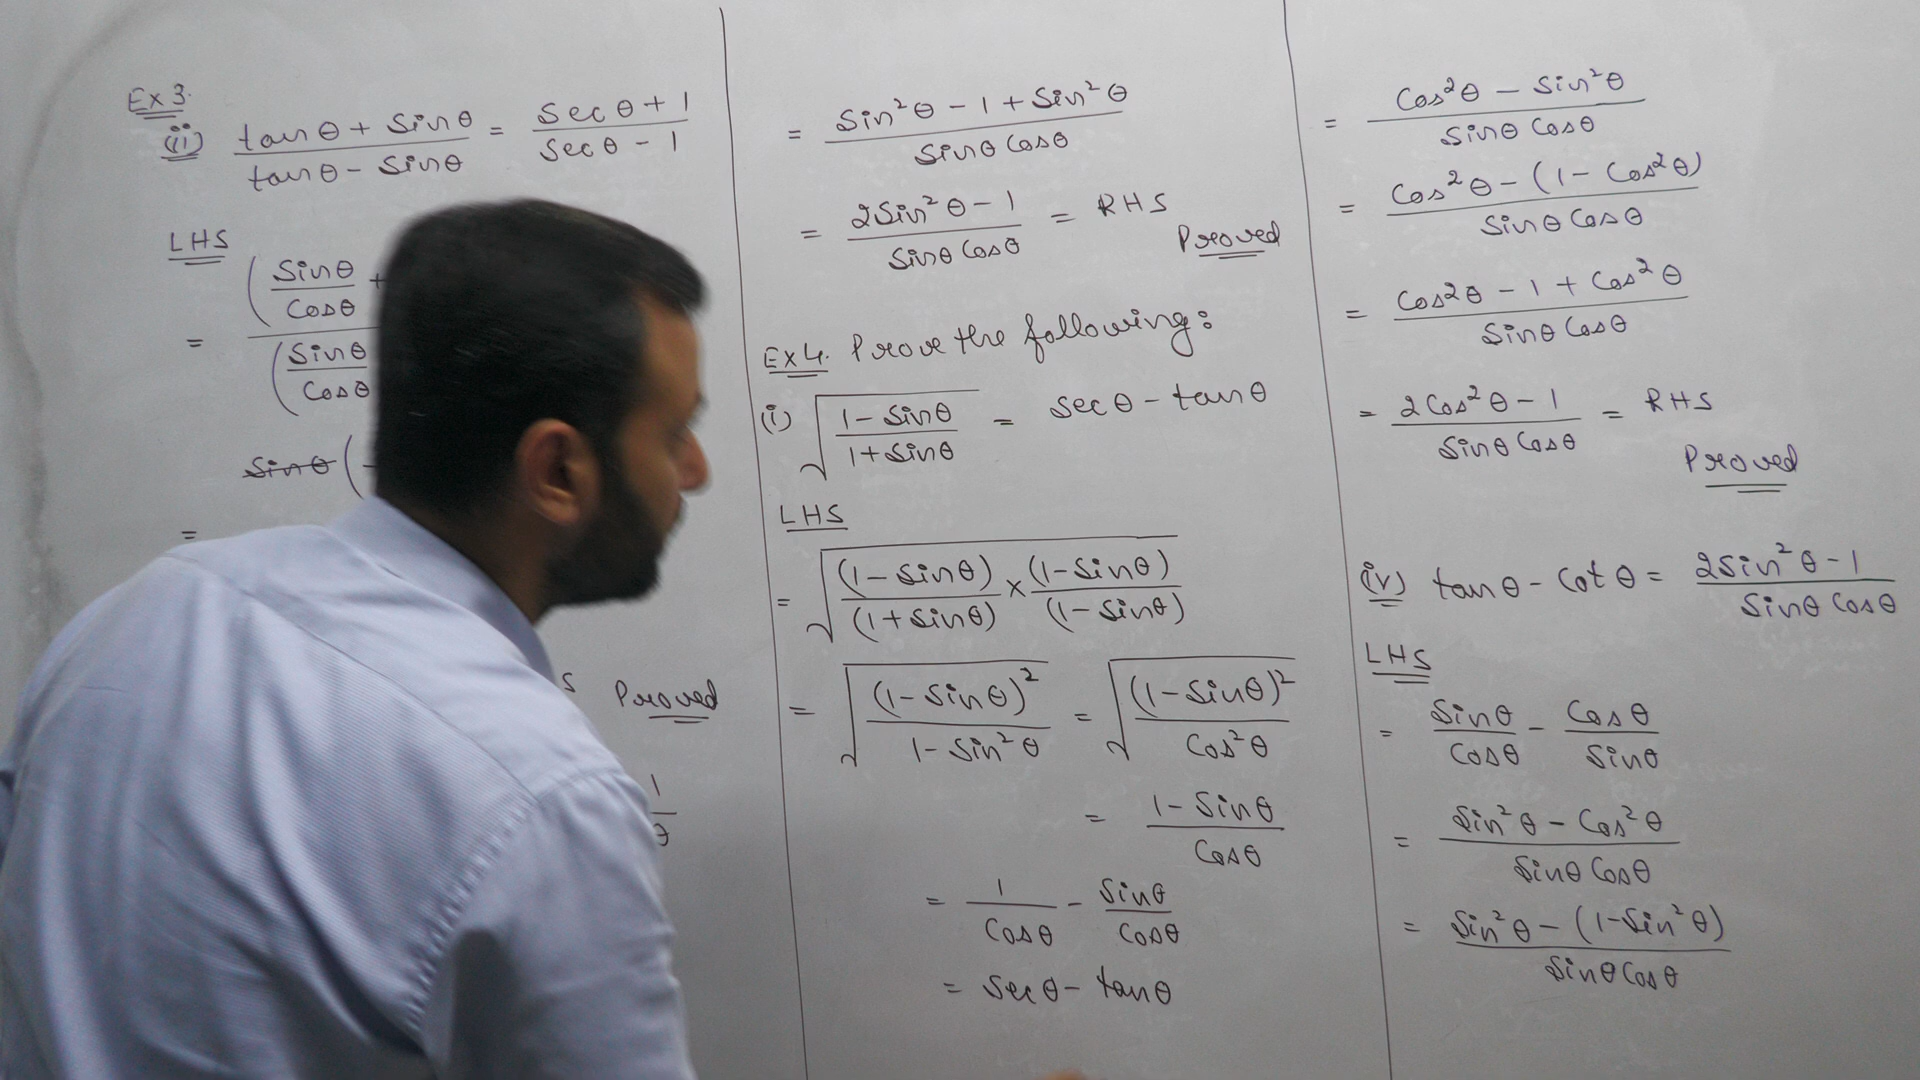 Ex 3.
(ii) tanθ + sinθ / tanθ - sinθ = secθ + 1 / secθ - 1
LHS
= (sinθ/cosθ +
(sinθ/cosθ
sinθ (
=
s Proved
1
= sin²θ - 1 + sin²θ / sinθ cosθ
= 2sin²θ - 1 / sinθ cosθ = RHS
Proved
Ex 4. Prove the following:
(i) √(1 - sinθ / 1 + sinθ) = secθ - tanθ
LHS
= √((1 - sinθ) / (1 + sinθ) × (1 - sinθ) / (1 - sinθ))
= √((1 - sinθ)² / 1 - sin²θ) = √((1 - sinθ)² / cos²θ)
= 1 - sinθ / cosθ
= 1 / cosθ - sinθ / cosθ
= secθ - tanθ
= cos²θ - sin²θ / sinθ cosθ
= cos²θ - (1 - cos²θ) / sinθ cosθ
= cos²θ - 1 + cos²θ / sinθ cosθ
= 2cos²θ - 1 / sinθ cosθ = RHS
Proved
(iv) tanθ - cotθ = 2sin²θ - 1 / sinθ cosθ
LHS
= sinθ / cosθ - cosθ / sinθ
= sin²θ - cos²θ / sinθ cosθ
= sin²θ - (1 - sin²θ) / sinθ cosθ